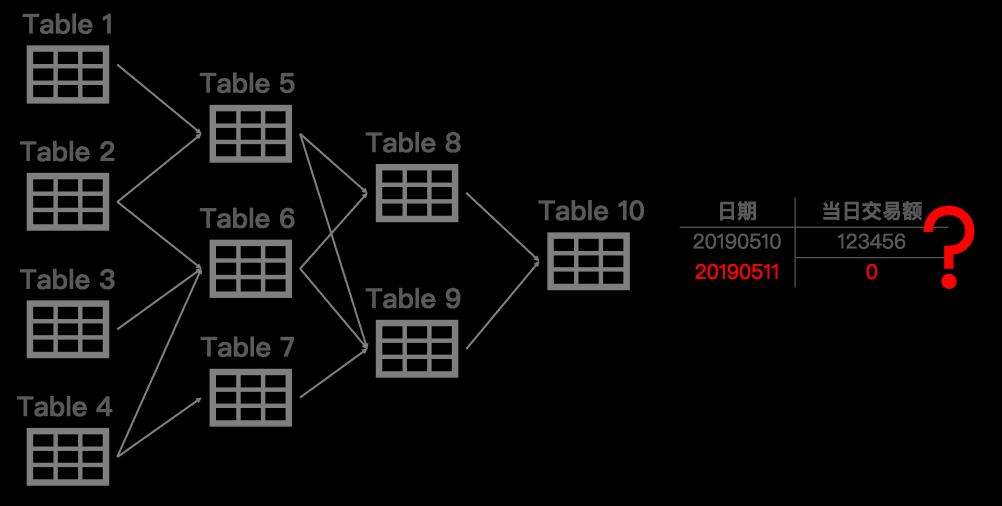 Table 1
Table 2
Table 3
Table 4
Table 5
Table 6
Table 7
Table 8
Table 9
Table 10
日期 当日交易额
20190510 123456
20190511 0
?